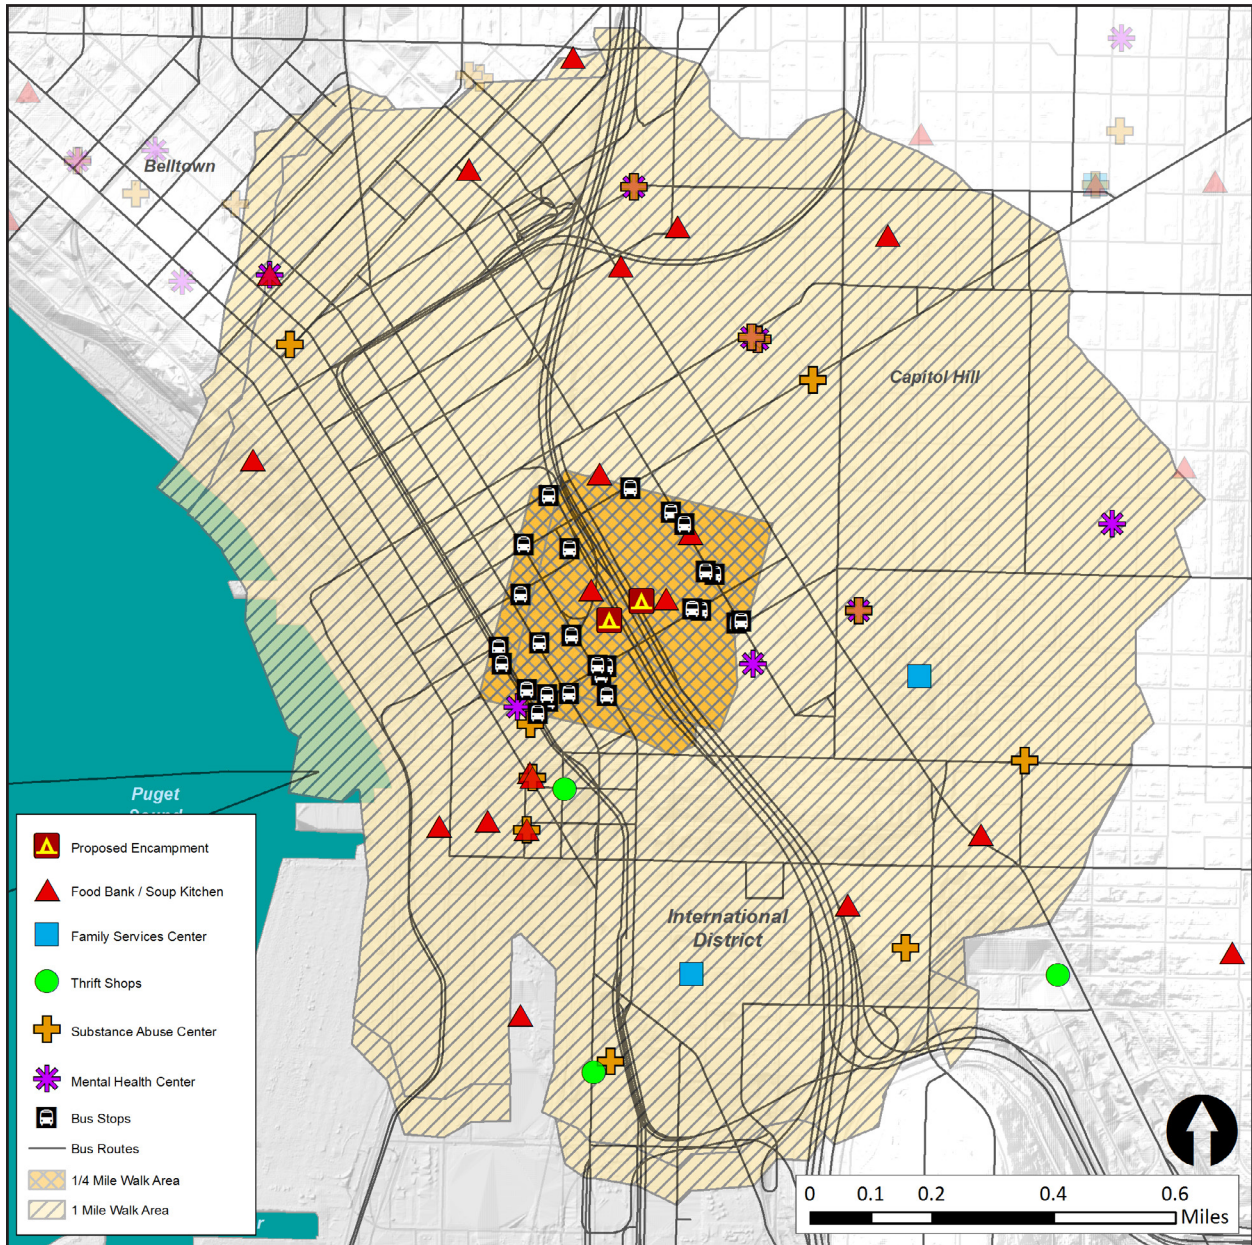 Belltown
Capitol Hill
Puget
Sound
International
District
Proposed Encampment
Food Bank / Soup Kitchen
Family Services Center
Thrift Shops
Substance Abuse Center
Mental Health Center
Bus Stops
Bus Routes
1/4 Mile Walk Area
1 Mile Walk Area
r
0 0.1 0.2 0.4 0.6
Miles